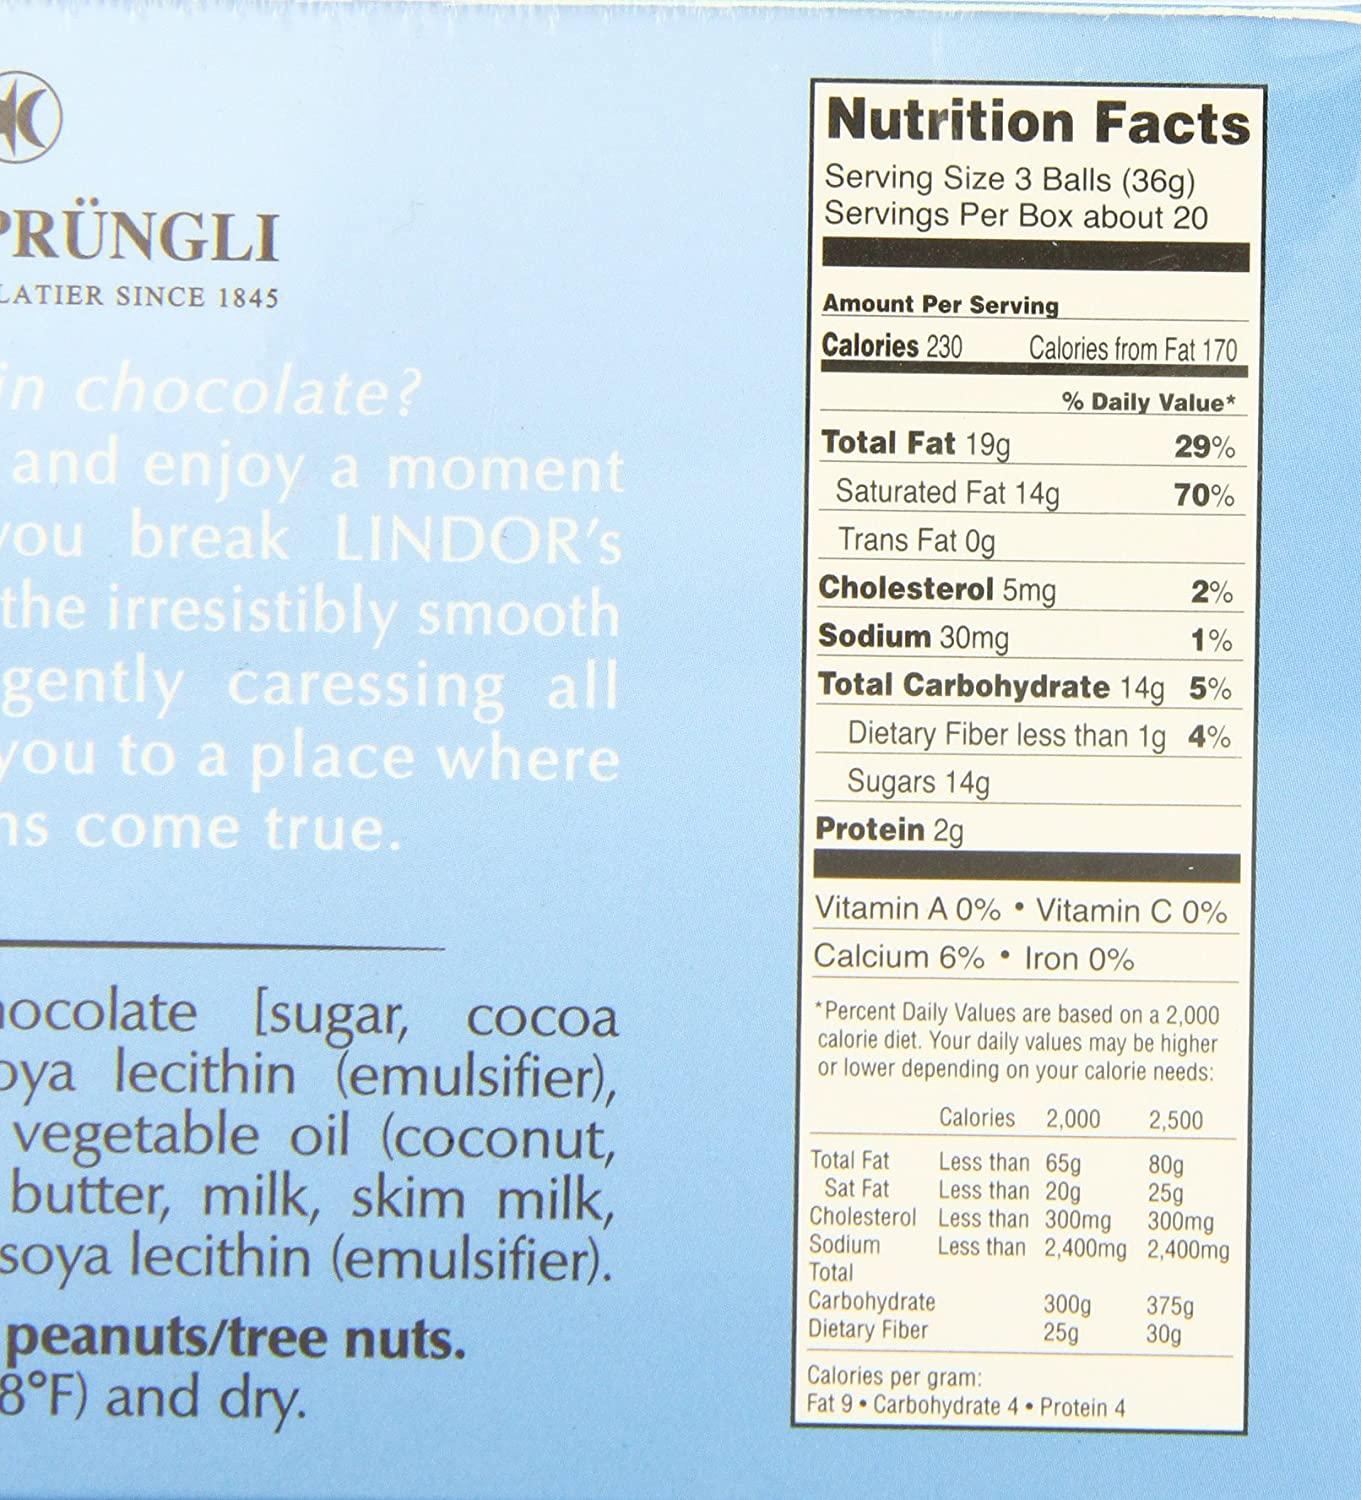 PRÜNGLI
LATIER SINCE 1845
in chocolate?
and enjoy a moment
you break LINDOR's
the irresistibly smooth
gently caressing all
you to a place where
come true.
[sugar, cocoa
lecithin (emulsifier),
vegetable oil (coconut,
butter, milk, skim milk,
soya lecithin (emulsifier).
peanuts/tree nuts.
8°F) and dry.
Nutrition Facts
Serving Size 3 Balls (36g)
Servings Per Box about 20
Amount Per Serving
Calories 230 Calories from Fat 170
% Daily Value*
Total Fat 19g 29%
Saturated Fat 14g 70%
Trans Fat 0g
Cholesterol 5mg 2%
Sodium 30mg 1%
Total Carbohydrate 14g 5%
Dietary Fiber less than 1g 4%
Sugars 14g
Protein 2g
Vitamin A 0% • Vitamin C 0%
Calcium 6% • Iron 0%
*Percent Daily Values are based on a 2,000
calorie diet. Your daily values may be higher
or lower depending on your calorie needs:
Calories 2,000 2,500
Total Fat Less than 65g 80g
Sat Fat Less than 20g 25g
Cholesterol Less than 300mg 300mg
Sodium Less than 2,400mg 2,400mg
Total
Carbohydrate 300g 375g
Dietary Fiber 25g 30g
Calories per gram:
Fat 9 • Carbohydrate 4 • Protein 4